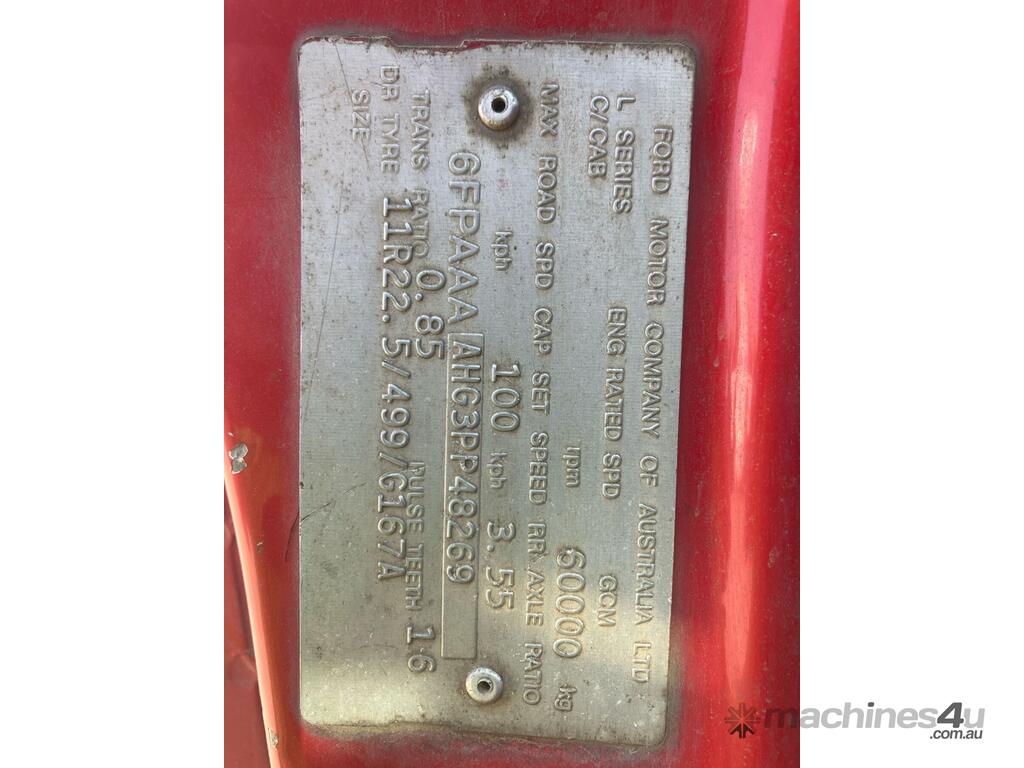 FORD MOTOR COMPANY OF AUSTRALIA LTD
L SERIES ENG RATED SPD GCM
C/CAB rpm 60000 kg
MAX ROAD SPD CAP SET SPEED RR AXLE RATIO
kph 100 kph 3.55
6FPAAAAHG3PP48269
TRANS RATIO 0.85 PULSE TEETH 16
DR TYRE 11R22.5/499/G167A
SIZE
machines4u
.com.au